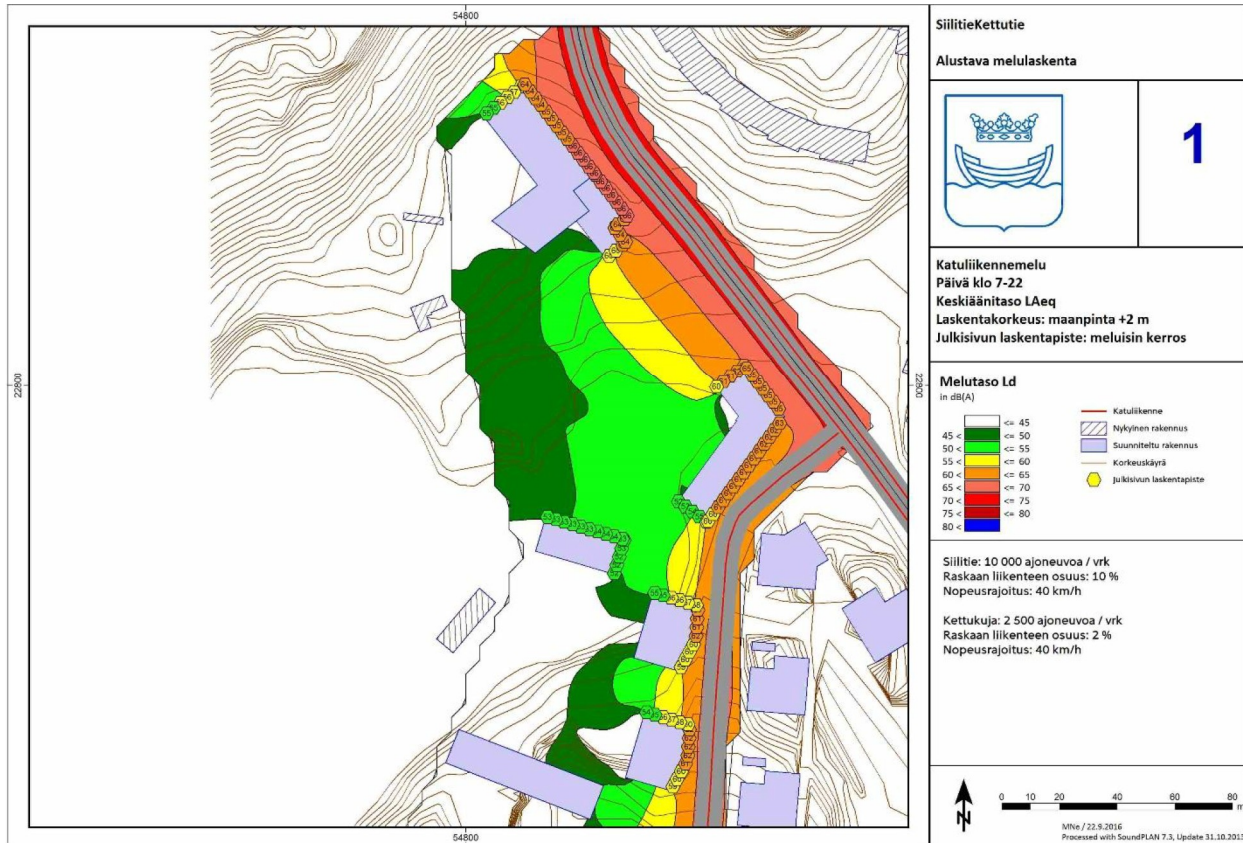 54800
22800
22800
54800
SiilitieKettutie
Alustava melulaskenta
1
Katuliikennemelu
Päivä klo 7-22
Keskiäänitaso LAeq
Laskentakorkeus: maanpinta +2 m
Julkisivun laskentapiste: meluisin kerros
Melutaso Ld
in dB(A)
<= 45
45 < <= 50
50 < <= 55
55 < <= 60
60 < <= 65
65 < <= 70
70 < <= 75
75 < <= 80
80 <
Katuliikenne
Nykyinen rakennus
Suunniteltu rakennus
Korkeuskäyrä
Julkisivun laskentapiste
Siilitie: 10 000 ajoneuvoa / vrk
Raskaan liikenteen osuus: 10 %
Nopeusrajoitus: 40 km/h
Kettukuja: 2 500 ajoneuvoa / vrk
Raskaan liikenteen osuus: 2 %
Nopeusrajoitus: 40 km/h
N
0 10 20 40 60 80
m
MNe / 22.9.2016
Processed with SoundPLAN 7.3, Update 31.10.2013